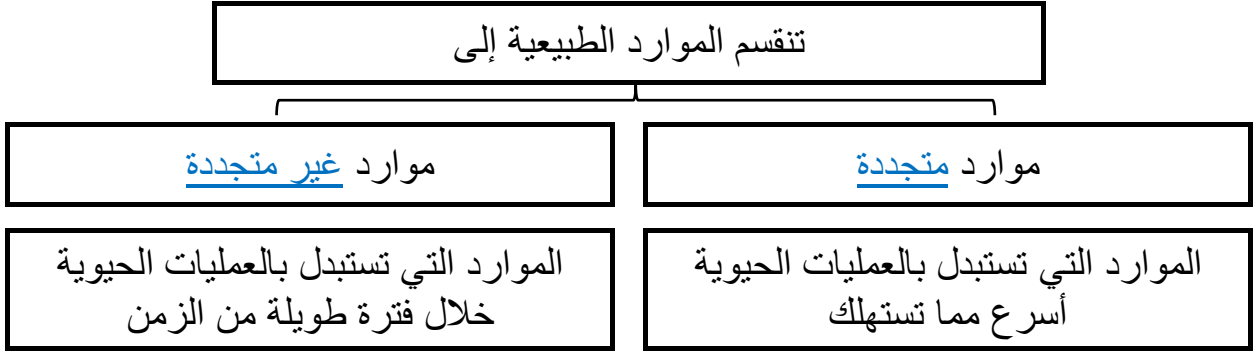 تنقسم الموارد الطبيعية إلى
موارد متجددة
موارد غير متجددة
الموارد التي تستبدل بالعمليات الحيوية
أسرع مما تستهلك
الموارد التي تستبدل بالعمليات الحيوية
خلال فترة طويلة من الزمن